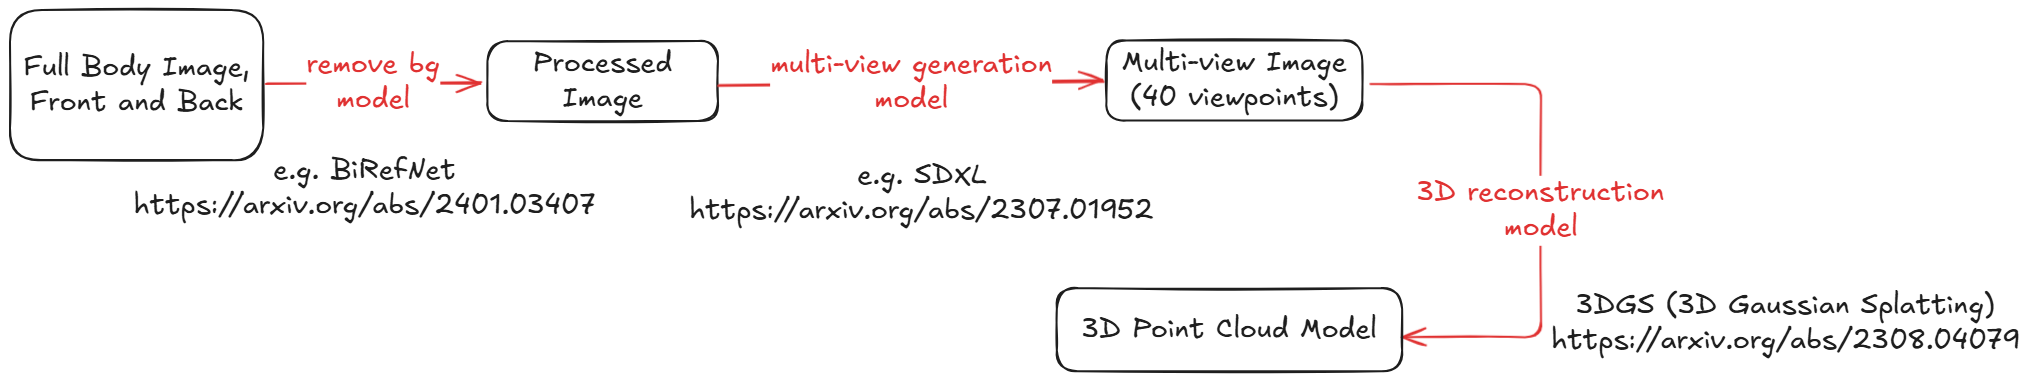 Full Body Image,
Front and Back
remove bg
model
Processed
Image
multi-view generation
model
Multi-view Image
(40 viewpoints)
e.g. BiRefNet
https://arxiv.org/abs/2401.03407
e.g. SDXL
https://arxiv.org/abs/2307.01952
3D reconstruction
model
3DGS (3D Gaussian Splatting)
https://arxiv.org/abs/2308.04079
3D Point Cloud Model